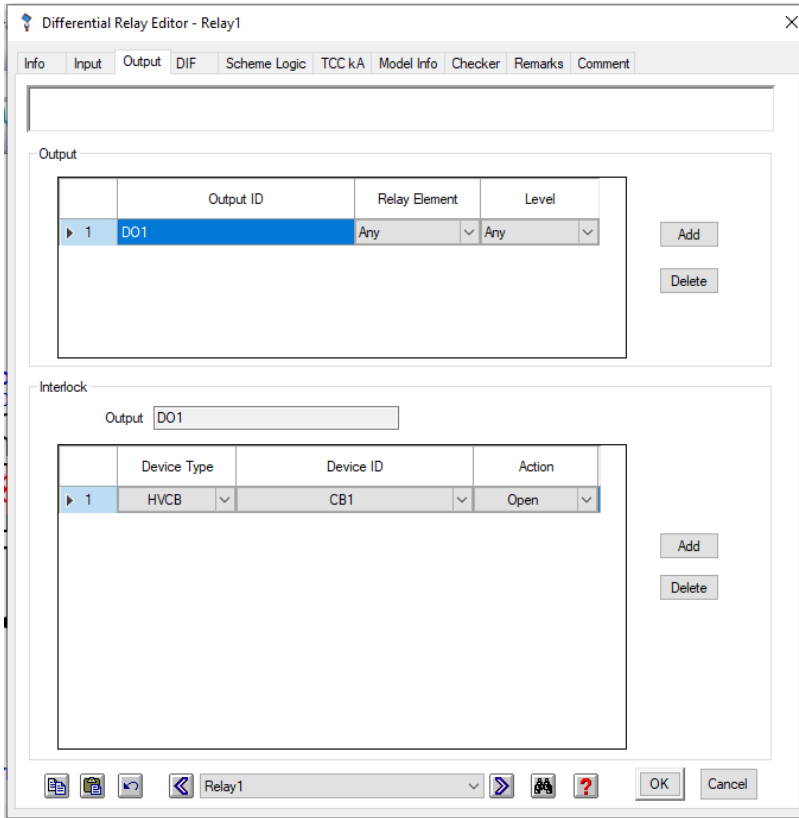 Differential Relay Editor - Relay1
Info Input Output DIF Scheme Logic TCC kA Model Info Checker Remarks Comment
Output
Output ID Relay Element Level
1 DO1 Any Any
Add
Delete
Interlock
Output DO1
Device Type Device ID Action
1 HVCB CB1 Open
Add
Delete
Relay1 ? OK Cancel